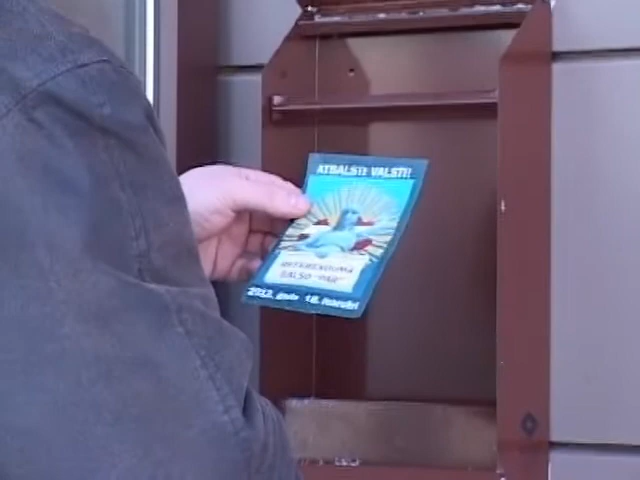 ATBALSTI VALSTI!
REFERENDUMĀ
BALSO "PAR"
2012. gada 18. februārī